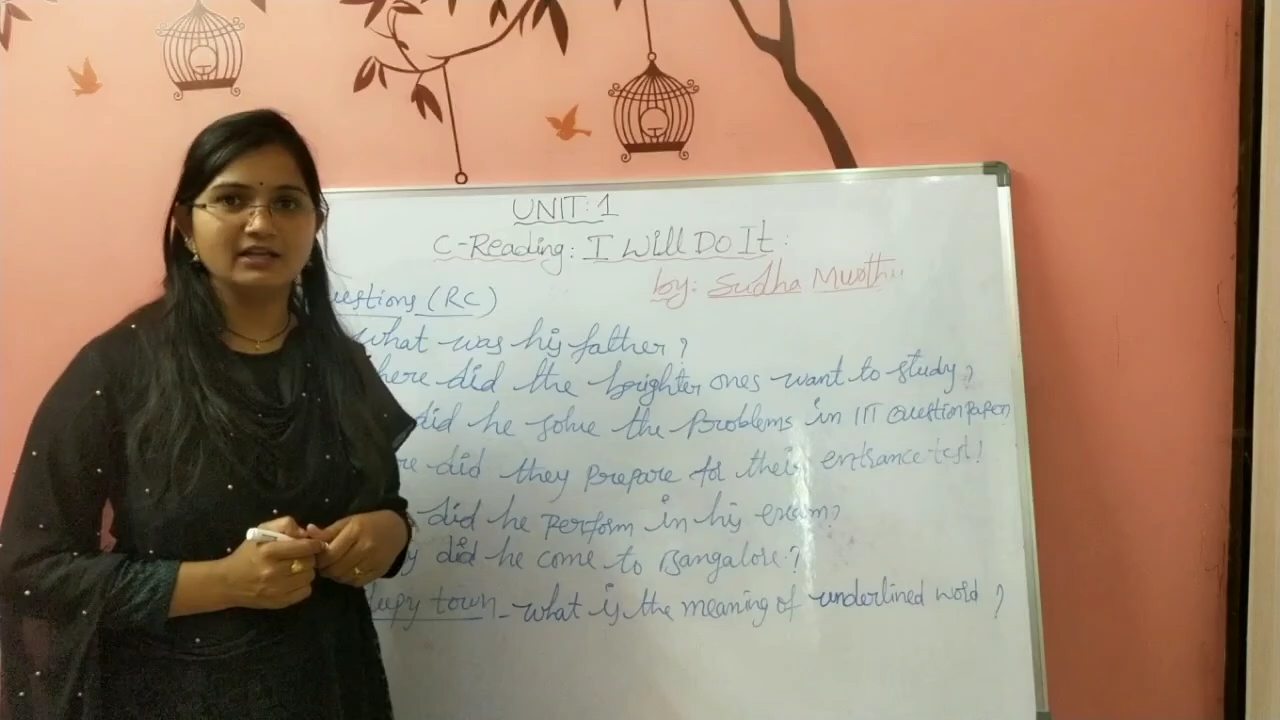 UNIT: 1
C-Reading: I Will Do It:
by: Sudha Murthi..
uestions (RC)
what was his father ?
here did the brighter ones want to study ?
did he solve the Problems in IIT Question paper
re did they prepare for their entrance-test!
did he perform in his exam?
y did he come to Bangalore ?
leepy town - what is the meaning of underlined word ?